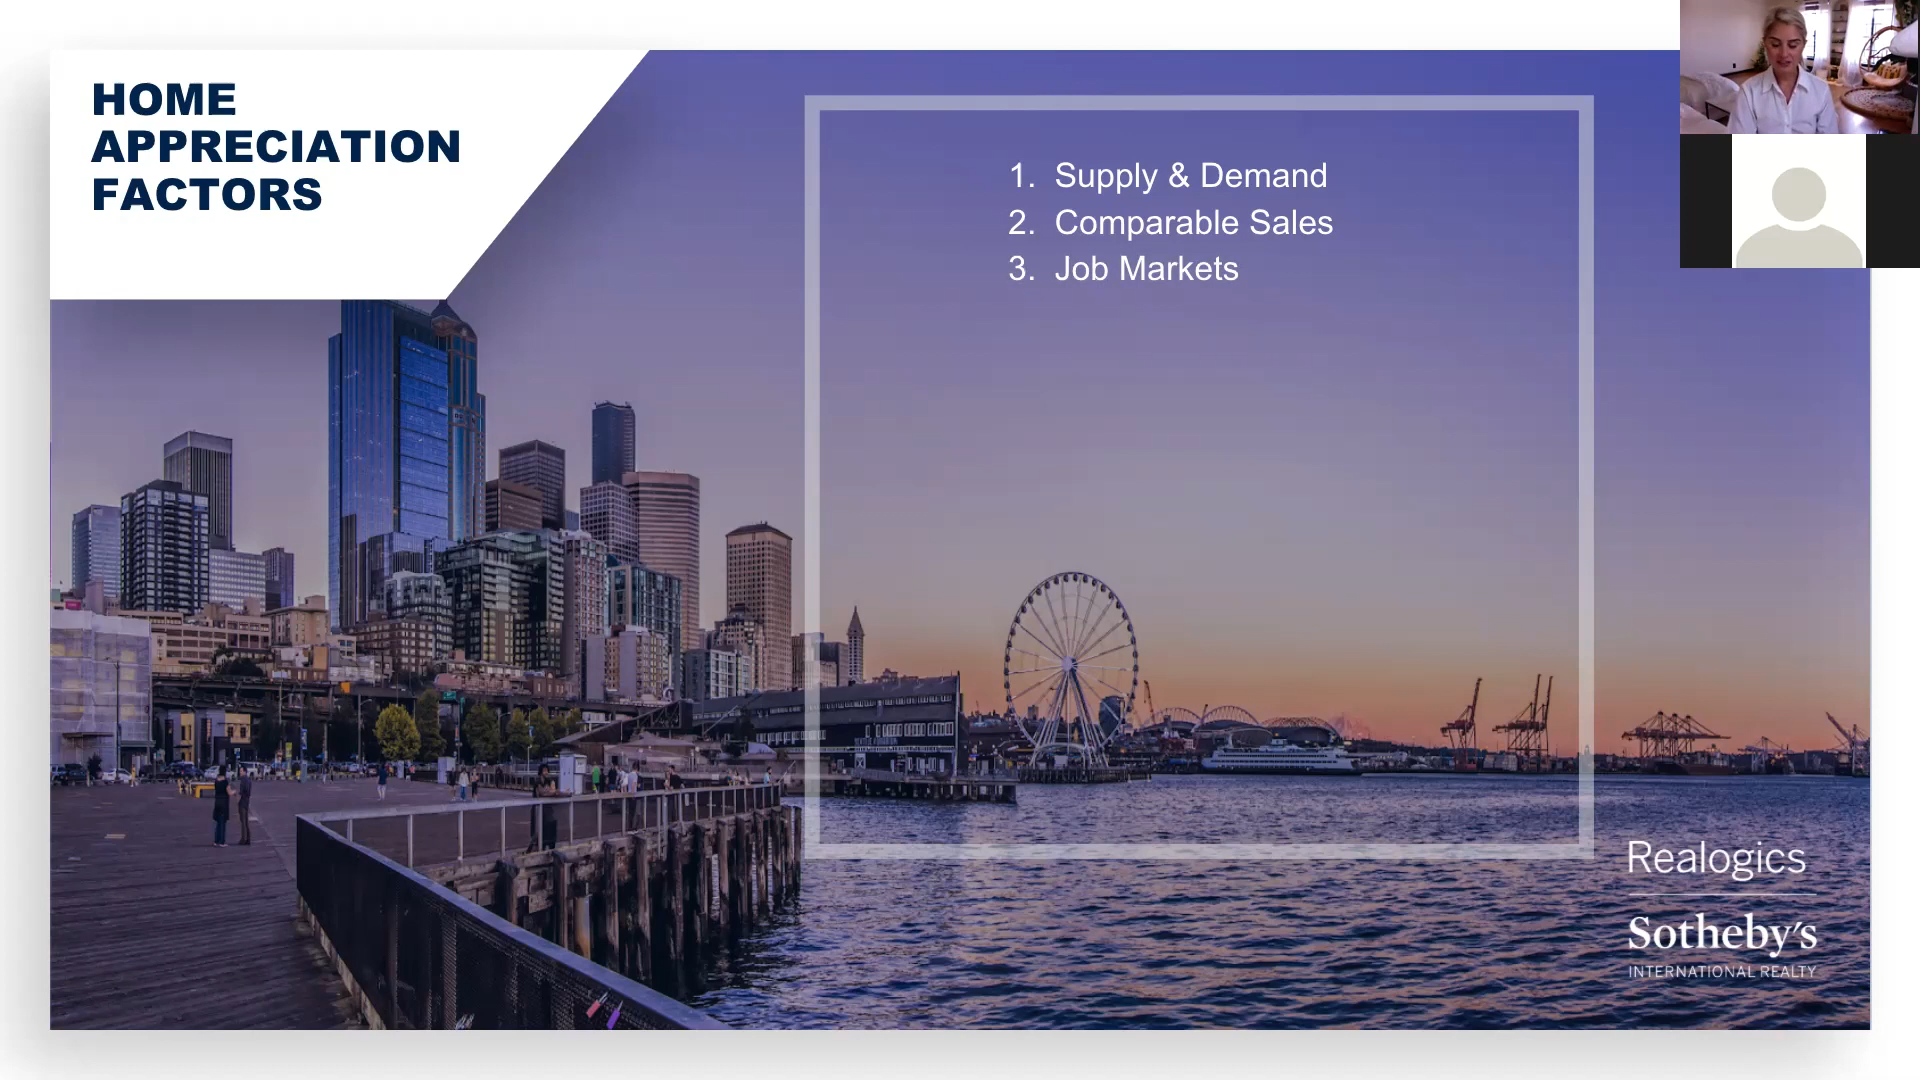 HOME
APPRECIATION
FACTORS
1. Supply & Demand
2. Comparable Sales
3. Job Markets
Realogics
Sotheby's
INTERNATIONAL REALTY